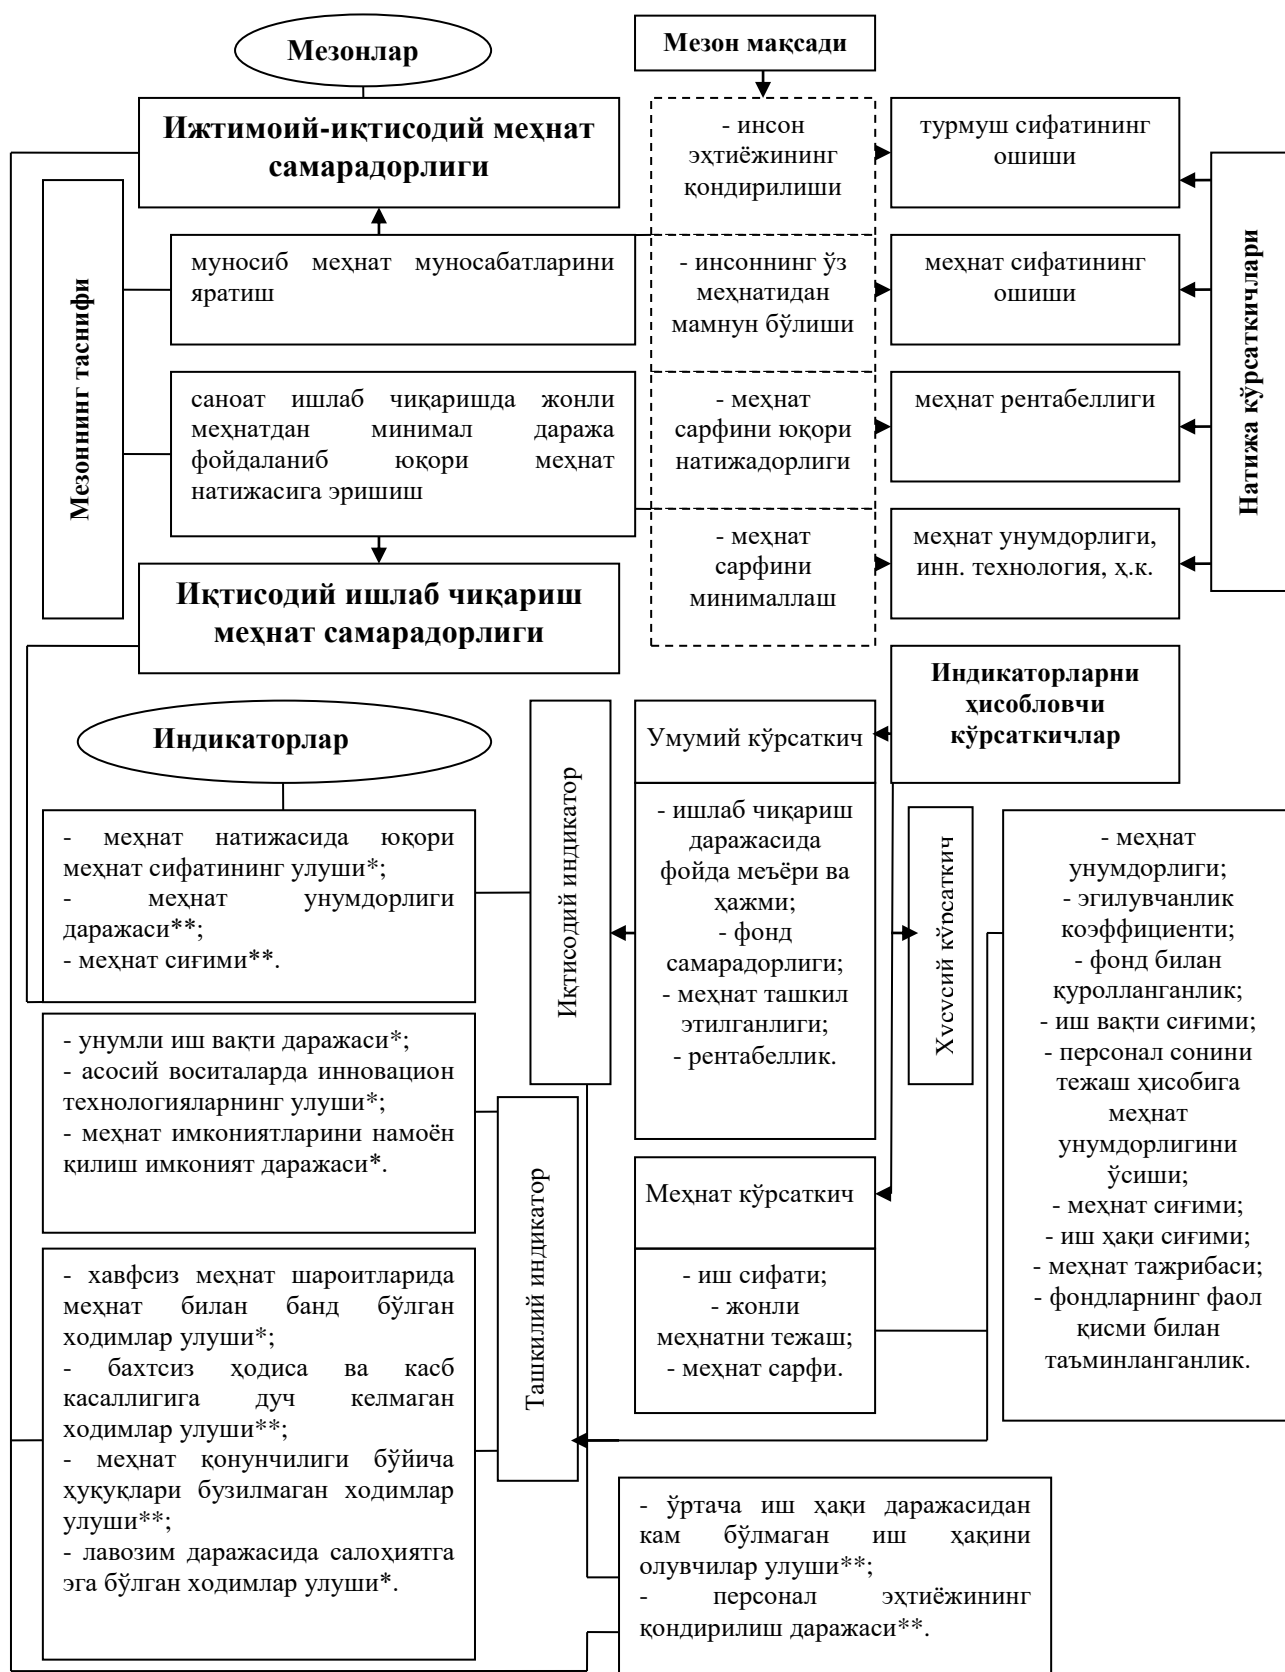 Мезонлар
Мезон мақсади
Ижтимоий-иқтисодий меҳнат
самарадорлиги
- инсон
эҳтиёжининг
қондирилиши
турмуш сифатининг
ошиши
Мезоннинг таснифи
муносиб меҳнат муносабатларини
яратиш
- инсоннинг ўз
меҳнатидан
мамнун бўлиши
меҳнат сифатининг
ошиши
Натижа кўрсаткичлари
саноат ишлаб чиқаришда жонли
меҳнатдан минимал даража
фойдаланиб юқори меҳнат
натижасига эришиш
- меҳнат
сарфини юқори
натижадорлиги
меҳнат рентабеллиги
- меҳнат
сарфини
минималлаш
меҳнат унумдорлиги,
инн. технология, ҳ.к.
Иқтисодий ишлаб чиқариш
меҳнат самарадорлиги
Индикаторларни
ҳисобловчи
кўрсаткичлар
Индикаторлар
Иқтисодий индикатор
Умумий кўрсаткич
- меҳнат натижасида юқори
меҳнат сифатининг улуши*;
- меҳнат унумдорлиги
даражаси**;
- меҳнат сиғими**.
- ишлаб чиқариш
даражасида
фойда меъёри ва
ҳажми;
- фонд
самарадорлиги;
- меҳнат ташкил
этилганлиги;
- рентабеллик.
Хусусий кўрсаткич
- меҳнат
унумдорлиги;
- эгилувчанлик
коэффициенти;
- фонд билан
қуролланганлик;
- иш вақти сиғими;
- персонал сонини
тежаш ҳисобига
меҳнат
унумдорлигини
ўсиши;
- меҳнат сиғими;
- иш ҳақи сиғими;
- меҳнат тажрибаси;
- фондларнинг фаол
қисми билан
таъминланганлик.
- унумли иш вақти даражаси*;
- асосий воситаларда инновацион
технологияларнинг улуши*;
- меҳнат имкониятларини намоён
қилиш имконият даражаси*.
Ташкилий индикатор
Меҳнат кўрсаткич
- иш сифати;
- жонли
меҳнатни тежаш;
- меҳнат сарфи.
- хавфсиз меҳнат шароитларида
меҳнат билан банд бўлган
ходимлар улуши*;
- бахтсиз ҳодиса ва касб
касаллигига дуч келмаган
ходимлар улуши**;
- меҳнат қонунчилиги бўйича
ҳуқуқлари бузилмаган ходимлар
улуши**;
- лавозим даражасида салоҳиятга
эга бўлган ходимлар улуши*.
- ўртача иш ҳақи даражасидан
кам бўлмаган иш ҳақини
олувчилар улуши**;
- персонал эҳтиёжининг
қондирилиш даражаси**.